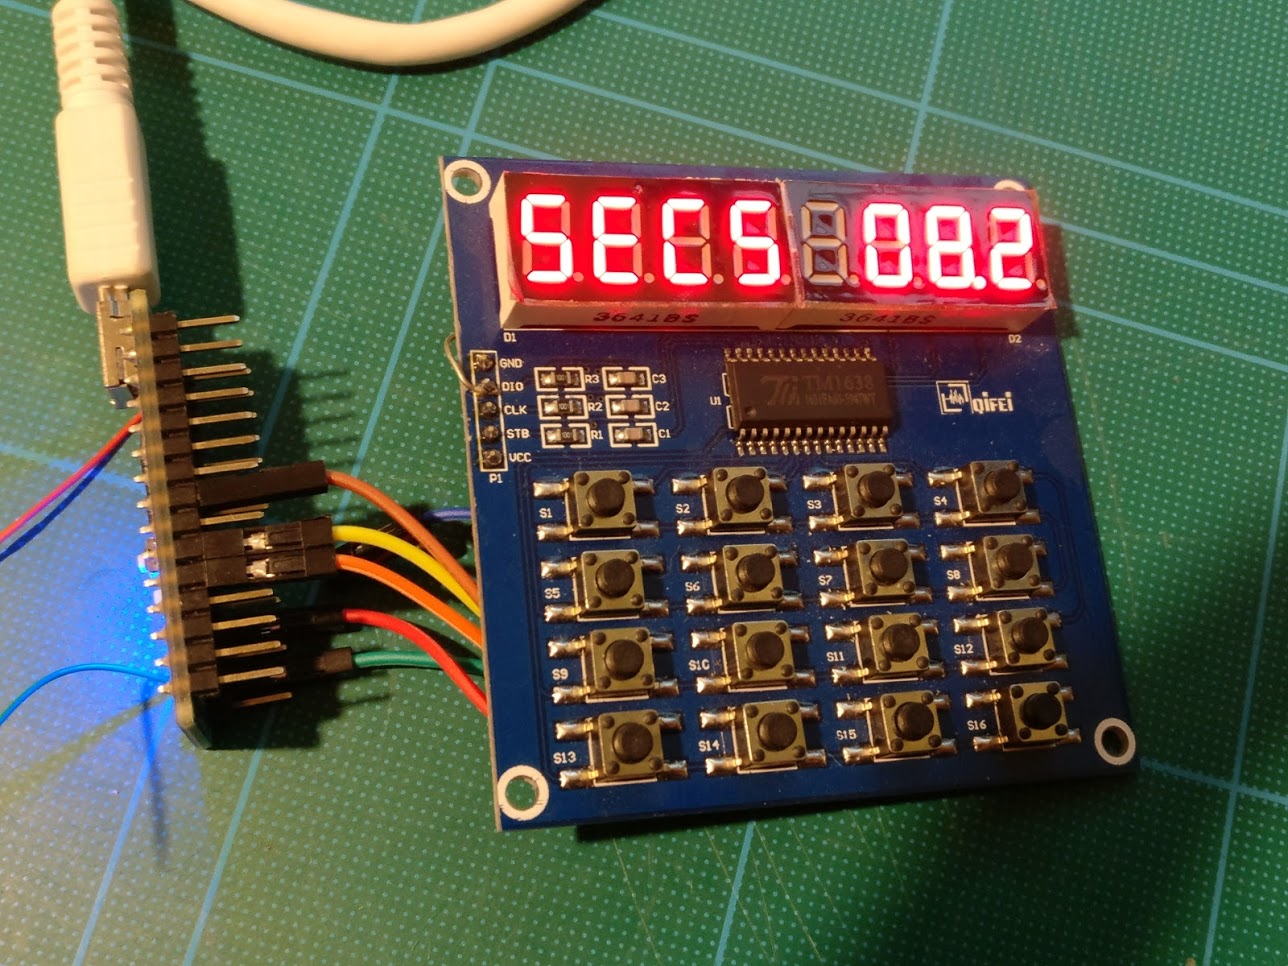 SECS 08.2
3641BS 3641BS
D1 D2
GND
DIO
CLK
STB
VCC
P1
R3 C3
R2 C2
R1 C1
U1
TM1638
QIFEI
S1 S2 S3 S4
S5 S6 S7 S8
S9 S10 S11 S12
S13 S14 S15 S16